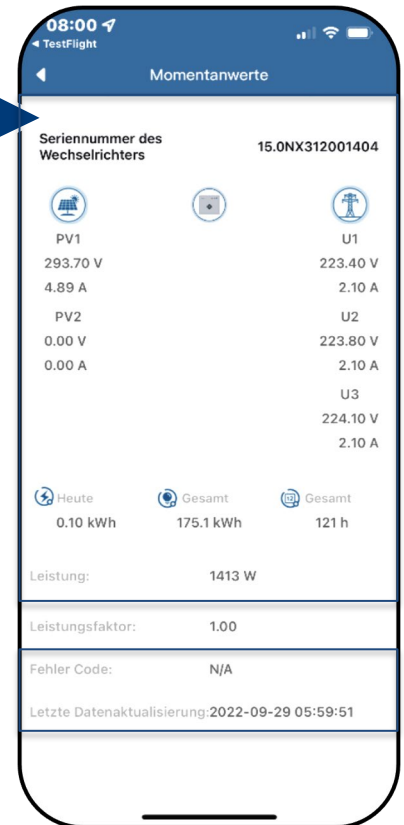 08:00
◄ TestFlight
Momentanwerte
Seriennummer des
Wechselrichters
15.0NX312001404
PV1
U1
293.70 V
223.40 V
4.89 A
2.10 A
PV2
U2
0.00 V
223.80 V
0.00 A
2.10 A
U3
224.10 V
2.10 A
Heute
Gesamt
Gesamt
0.10 kWh
175.1 kWh
121 h
Leistung: 1413 W
Leistungsfaktor: 1.00
Fehler Code: N/A
Letzte Datenaktualisierung:2022-09-29 05:59:51